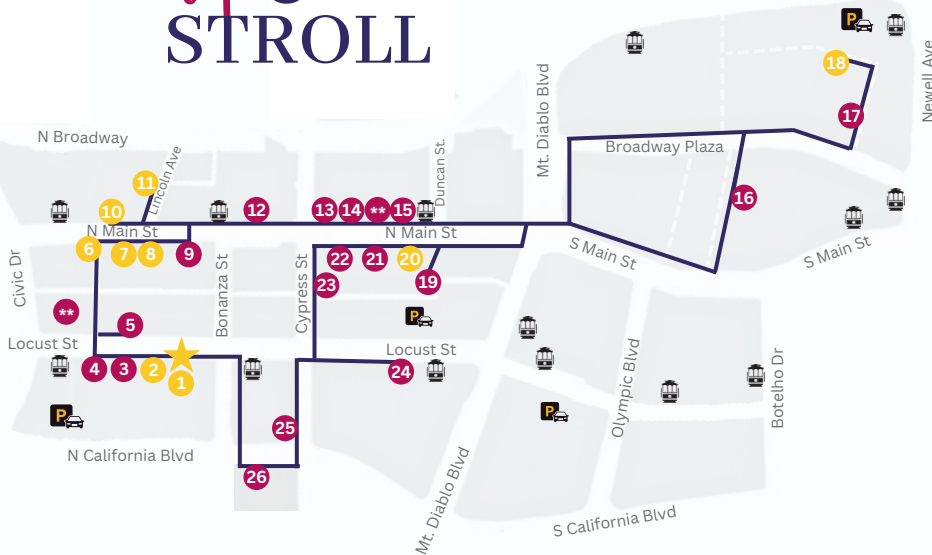 STROLL
P
18
Newell Ave
Mt. Diablo Blvd
17
N Broadway
Lincoln Ave
Duncan St.
Broadway Plaza
11
10
12
13
14
**
15
16
N Main St
N Main St
S Main St
S Main St
6
7
8
9
22
21
20
19
23
Civic Dr
Bonanza St
Cypress St
**
5
P
Locust St
Locust St
4
3
2
1
24
P
P
Olympic Blvd
Botelho Dr
25
N California Blvd
26
Mt. Diablo Blvd
S California Blvd